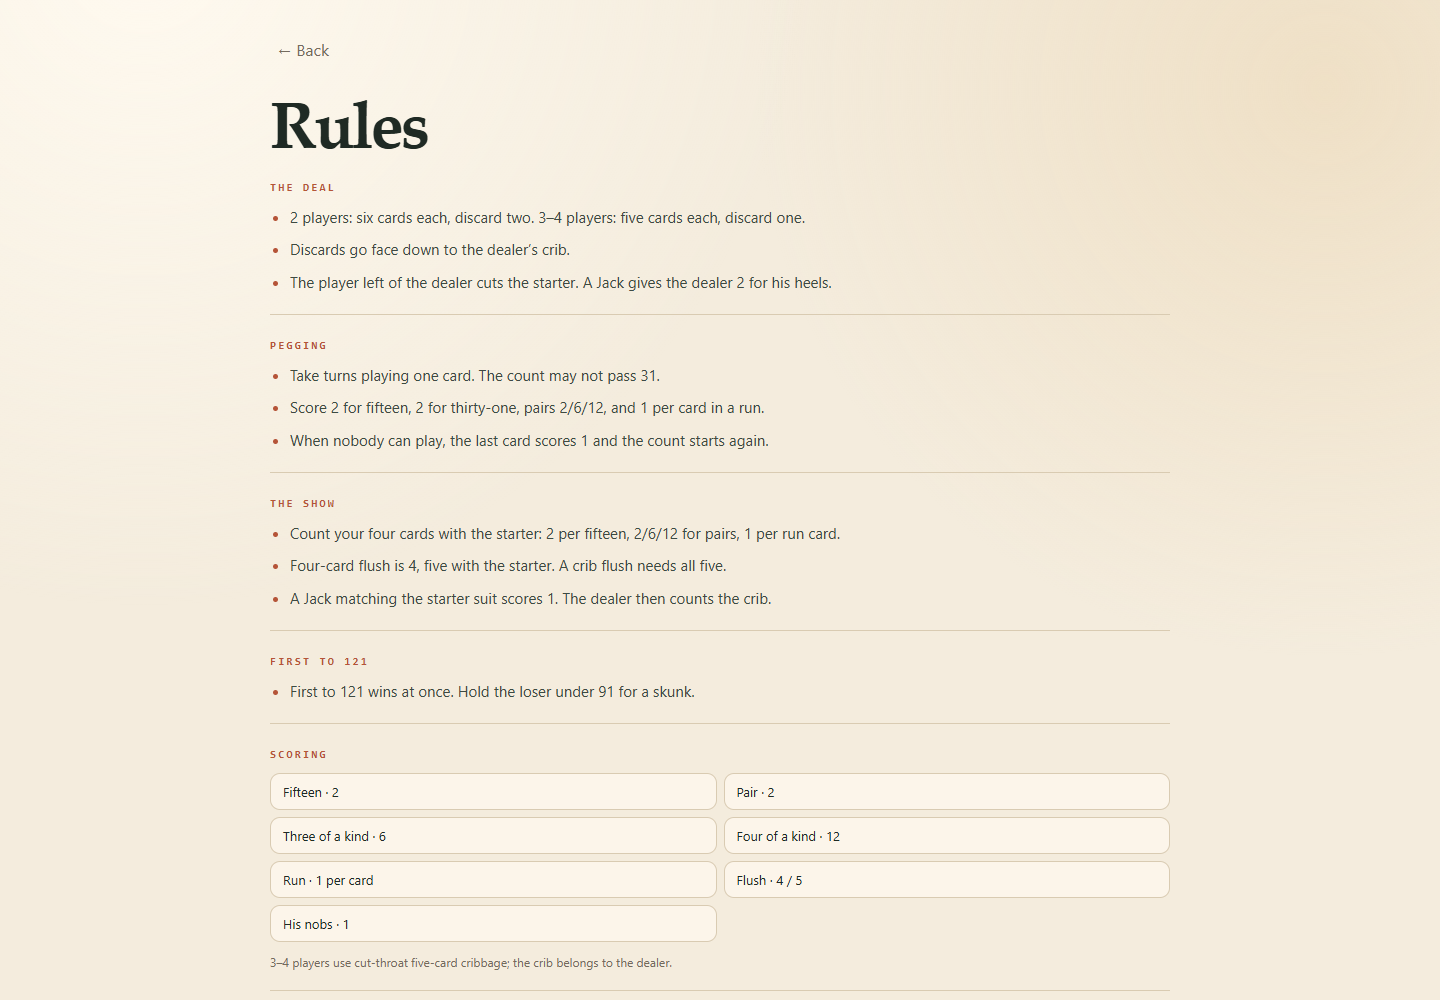 ← Back
Rules
THE DEAL
• 2 players: six cards each, discard two. 3–4 players: five cards each, discard one.
• Discards go face down to the dealer's crib.
• The player left of the dealer cuts the starter. A Jack gives the dealer 2 for his heels.
PEGGING
• Take turns playing one card. The count may not pass 31.
• Score 2 for fifteen, 2 for thirty-one, pairs 2/6/12, and 1 per card in a run.
• When nobody can play, the last card scores 1 and the count starts again.
THE SHOW
• Count your four cards with the starter: 2 per fifteen, 2/6/12 for pairs, 1 per run card.
• Four-card flush is 4, five with the starter. A crib flush needs all five.
• A Jack matching the starter suit scores 1. The dealer then counts the crib.
FIRST TO 121
• First to 121 wins at once. Hold the loser under 91 for a skunk.
SCORING
Fifteen · 2
Pair · 2
Three of a kind · 6
Four of a kind · 12
Run · 1 per card
Flush · 4 / 5
His nobs · 1
3–4 players use cut-throat five-card cribbage; the crib belongs to the dealer.